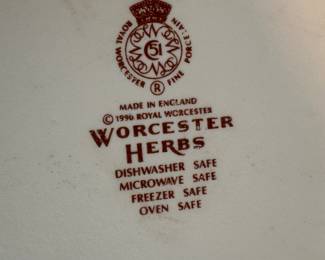 ROYAL WORCESTER FINE PORCELAIN
51
®
MADE IN ENGLAND
© 1996 ROYAL WORCESTER
WORCESTER
HERBS
DISHWASHER SAFE
MICROWAVE SAFE
FREEZER SAFE
OVEN SAFE